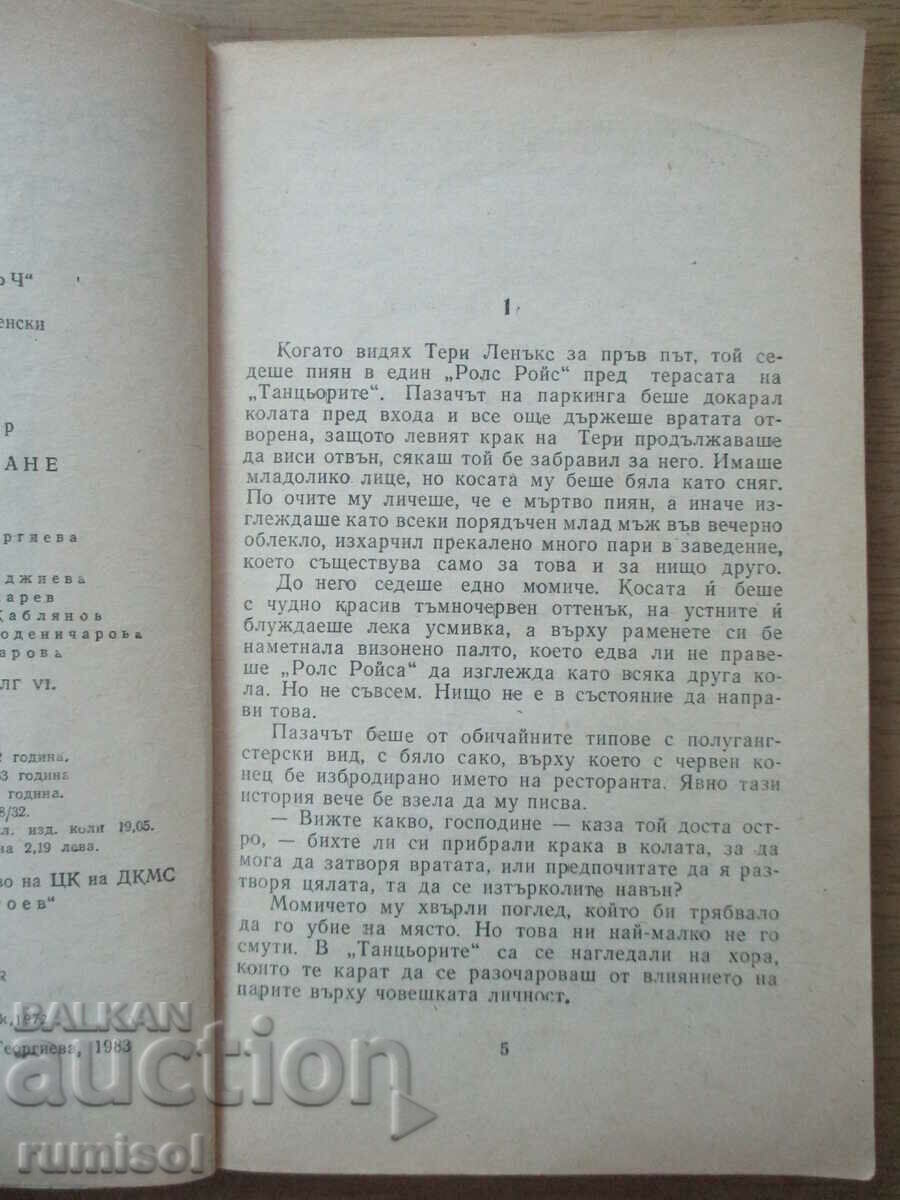 Ч“
енски
р
АНЕ
ргиева
джиева
арев
Каблянов
оденичарова
арова
ЛГ VI.
година.
83 година
година.
8/32.
л. изд. коли 19,05.
на 2,19 лева.
во на ЦК на ДКМС
оев“
k, 1972
Георгиева, 1983
1
Когато видях Тери Ленъкс за пръв път, той се-
деше пиян в един „Ролс Ройс“ пред терасата на
„Танцьорите“. Пазачът на паркинга беше докарал
колата пред входа и все още държеше вратата от-
ворена, защото левият крак на Тери продължаваше
да виси отвън, сякаш той бе забравил за него. Имаше
младолико лице, но косата му беше бяла като сняг.
По очите му личеше, че е мъртво пиян, а иначе из-
глеждаше като всеки порядъчен млад мъж във вечерно
облекло, изхарчил прекалено много пари в заведение,
което съществува само за това и за нищо друго.
До него седеше едно момиче. Косата ѝ беше
с чудно красив тъмночервен оттенък, на устните ѝ
блуждаеше лека усмивка, а върху раменете си бе
наметнала визонено палто, което едва ли не праве-
ше „Ролс Ройса“ да изглежда като всяка друга ко-
ла. Но не съвсем. Нищо не е в състояние да напра-
ви това.
Пазачът беше от обичайните типове с полуганг-
стерски вид, с бяло сако, върху което с червен ко-
нец бе избродирано името на ресторанта. Явно тази
история вече бе взела да му писва.
— Вижте какво, господине — каза той доста ост-
ро, — бихте ли си прибрали крака в колата, за да
мога да затворя вратата, или предпочитате да я раз-
творя цялата, та да се изтърколите навън?
Момичето му хвърли поглед, който би трябвало
да го убие на място. Но това ни най-малко не го
смути. В „Танцьорите“ са се нагледали на хора,
които те карат да се разочароваш от влиянието на
парите върху човешката личност.
5
BALKAN
auction
rumisol